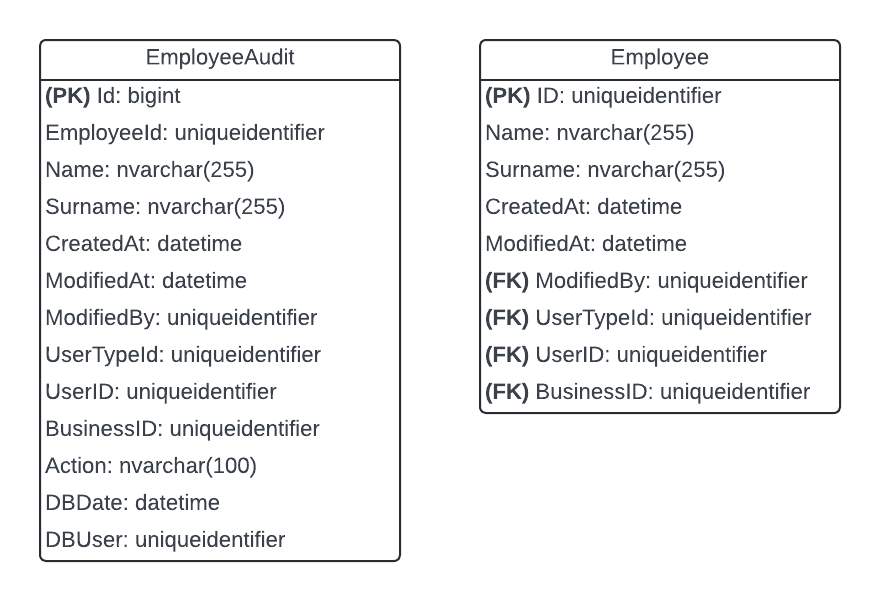 EmployeeAudit
(PK) Id: bigint
EmployeeId: uniqueidentifier
Name: nvarchar(255)
Surname: nvarchar(255)
CreatedAt: datetime
ModifiedAt: datetime
ModifiedBy: uniqueidentifier
UserTypeId: uniqueidentifier
UserID: uniqueidentifier
BusinessID: uniqueidentifier
Action: nvarchar(100)
DBDate: datetime
DBUser: uniqueidentifier
Employee
(PK) ID: uniqueidentifier
Name: nvarchar(255)
Surname: nvarchar(255)
CreatedAt: datetime
ModifiedAt: datetime
(FK) ModifiedBy: uniqueidentifier
(FK) UserTypeId: uniqueidentifier
(FK) UserID: uniqueidentifier
(FK) BusinessID: uniqueidentifier